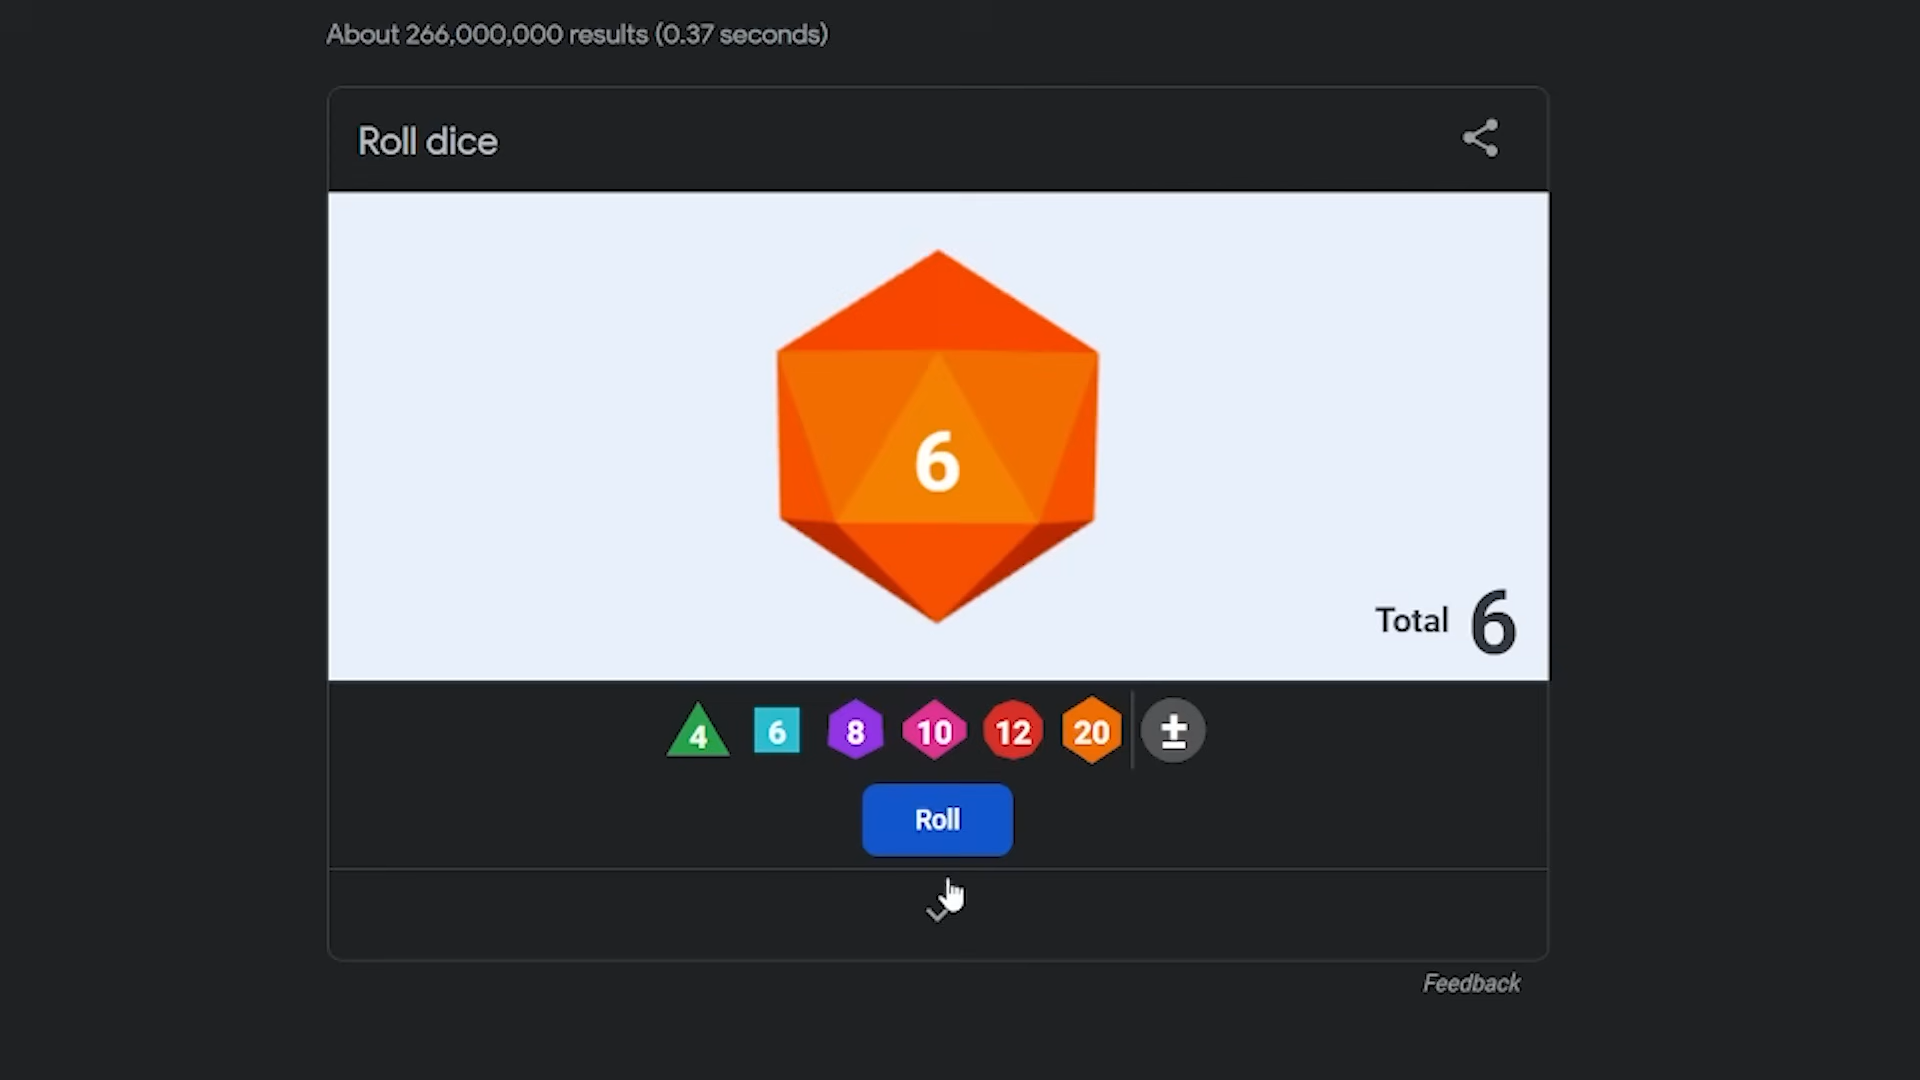 About 266,000,000 results (0.37 seconds)
Roll dice
6
Total 6
4 6 8 10 12 20 ±
Roll
Feedback